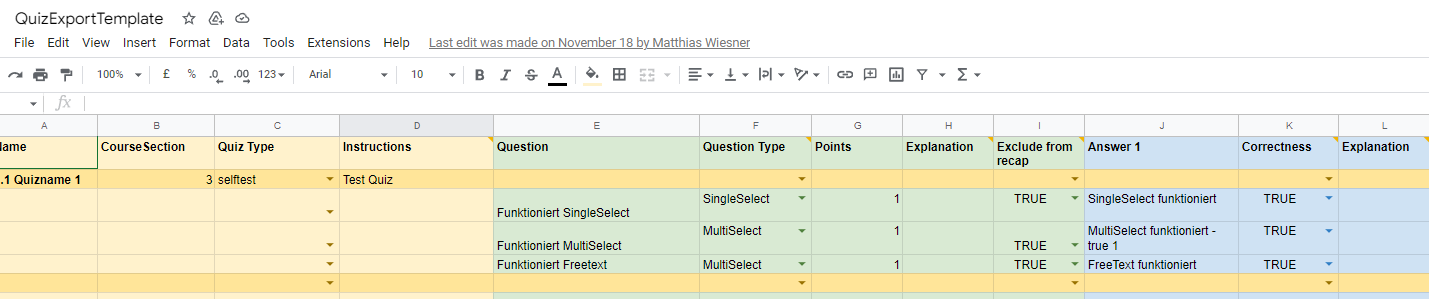 QuizExportTemplate
File Edit View Insert Format Data Tools Extensions Help Last edit was made on November 18 by Matthias Wiesner
100% £ % .0 .00 123 Arial 10 B I S A
fx
A B C D E F G H I J K L
lame CourseSection Quiz Type Instructions Question Question Type Points Explanation Exclude from recap Answer 1 Correctness Explanation
.1 Quizname 1 3 selftest Test Quiz
Funktioniert SingleSelect SingleSelect 1 TRUE SingleSelect funktioniert TRUE
Funktioniert MultiSelect MultiSelect 1 TRUE MultiSelect funktioniert - true 1 TRUE
Funktioniert Freetext MultiSelect 1 TRUE FreeText funktioniert TRUE